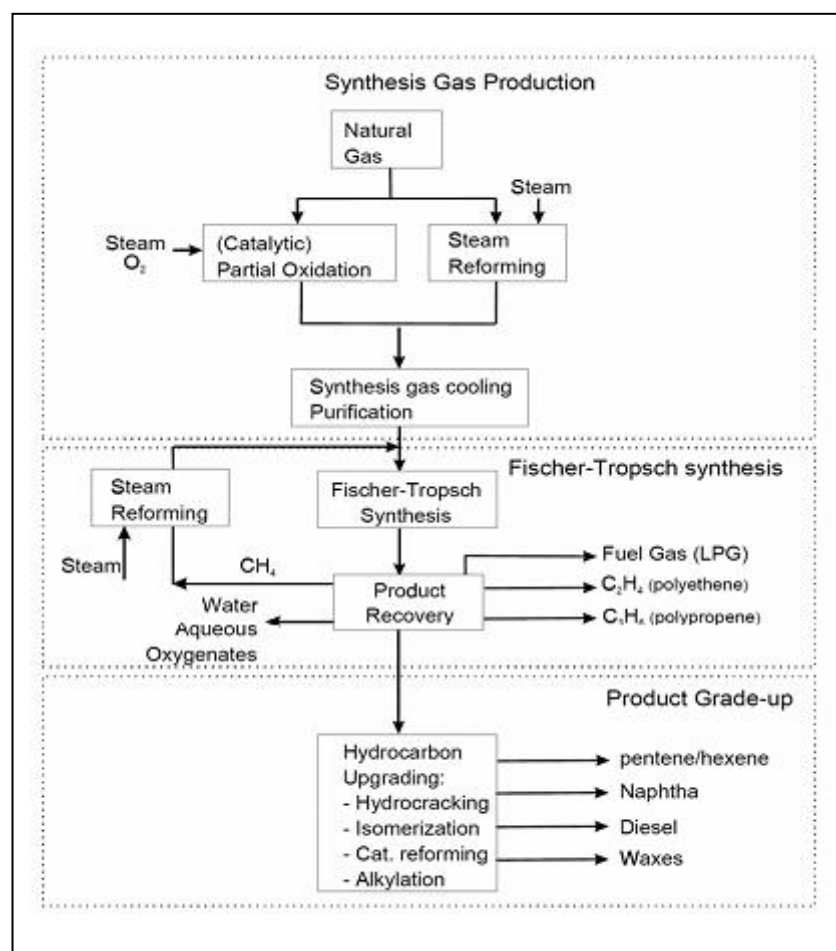 Synthesis Gas Production
Natural
Gas
Steam
Steam
O₂
(Catalytic)
Partial Oxidation
Steam
Reforming
Synthesis gas cooling
Purification
Fischer-Tropsch synthesis
Steam
Reforming
Fischer-Tropsch
Synthesis
Steam
CH₄
Fuel Gas (LPG)
Product
Recovery
C₂H₄ (polyethene)
C₃H₆ (polypropene)
Water
Aqueous
Oxygenates
Product Grade-up
Hydrocarbon
Upgrading:
- Hydrocracking
- Isomerization
- Cat. reforming
- Alkylation
pentene/hexene
Naphtha
Diesel
Waxes